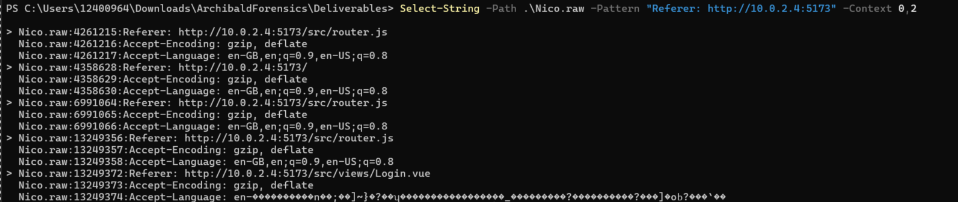 PS C:\Users\12400964\Downloads\ArchibaldForensics\Deliverables> Select-String -Path .\Nico.raw -Pattern "Referer: http://10.0.2.4:5173" -Context 0,2
> Nico.raw:4261215:Referer: http://10.0.2.4:5173/src/router.js
Nico.raw:4261216:Accept-Encoding: gzip, deflate
Nico.raw:4261217:Accept-Language: en-GB,en;q=0.9,en-US;q=0.8
> Nico.raw:4358628:Referer: http://10.0.2.4:5173/
Nico.raw:4358629:Accept-Encoding: gzip, deflate
Nico.raw:4358630:Accept-Language: en-GB,en;q=0.9,en-US;q=0.8
> Nico.raw:6991064:Referer: http://10.0.2.4:5173/src/router.js
Nico.raw:6991065:Accept-Encoding: gzip, deflate
Nico.raw:6991066:Accept-Language: en-GB,en;q=0.9,en-US;q=0.8
> Nico.raw:13249356:Referer: http://10.0.2.4:5173/src/router.js
Nico.raw:13249357:Accept-Encoding: gzip, deflate
Nico.raw:13249358:Accept-Language: en-GB,en;q=0.9,en-US;q=0.8
> Nico.raw:13249372:Referer: http://10.0.2.4:5173/src/views/Login.vue
Nico.raw:13249373:Accept-Encoding: gzip, deflate
Nico.raw:13249374:Accept-Language: